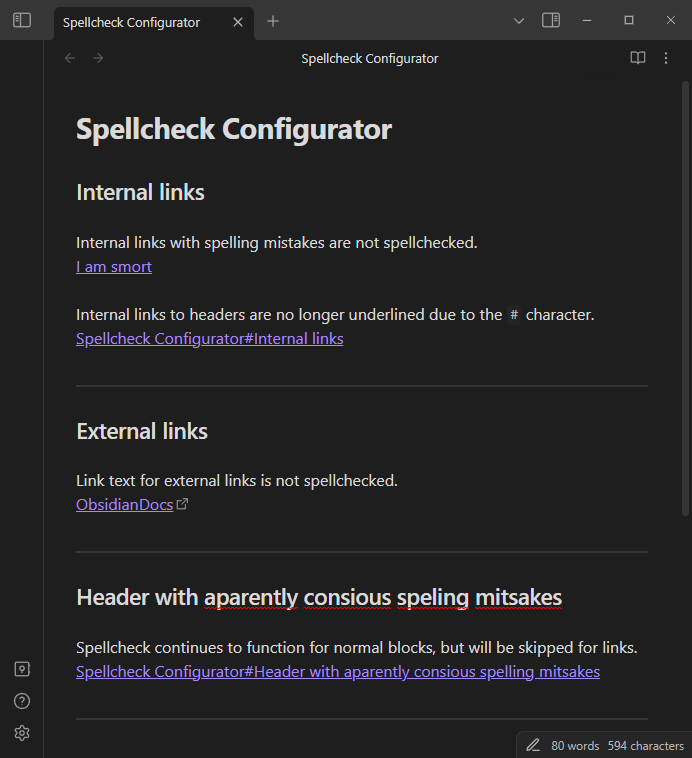 Spellcheck Configurator
Spellcheck Configurator
Spellcheck Configurator
Internal links
Internal links with spelling mistakes are not spellchecked.
I am smort
Internal links to headers are no longer underlined due to the # character.
Spellcheck Configurator#Internal links
External links
Link text for external links is not spellchecked.
ObsidianDocs
Header with aparently consious speling mitsakes
Spellcheck continues to function for normal blocks, but will be skipped for links.
Spellcheck Configurator#Header with aparently consious spelling mitsakes
80 words 594 characters